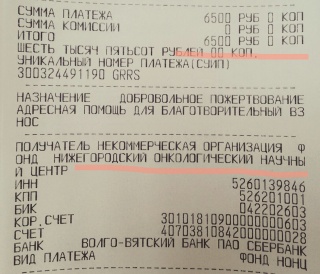 СУММА ПЛАТЕЖА 6500 РУБ 0 КОП
СУММА КОМИССИИ 0 РУБ 0 КОП
ИТОГО 6500 РУБ 0 КОП
ШЕСТЬ ТЫСЯЧ ПЯТЬСОТ РУБЛЕЙ 00 КОП.
УНИКАЛЬНЫЙ НОМЕР ПЛАТЕЖА(СУИП)
300324491190 GRRS
НАЗНАЧЕНИЕ ДОБРОВОЛЬНОЕ ПОЖЕРТВОВАНИЕ
АДРЕСНАЯ ПОМОЩЬ ДЛЯ БЛАГОТВОРИТЕЛЬНЫЙ ВЗ
НОС
ПОЛУЧАТЕЛЬ НЕКОММЕРЧЕСКАЯ ОРГАНИЗАЦИЯ Ф
ОНД НИЖЕГОРОДСКИЙ ОНКОЛОГИЧЕСКИЙ НАУЧНЫ
Й ЦЕНТР
ИНН 5260139846
КПП 526201001
БИК 042202603
КОР.СЧЕТ 30101810900000000603
СЧЕТ 40703810842000000028
БАНК ВОЛГО-ВЯТСКИЙ БАНК ПАО СБЕРБАНК
ВИД ПЛАТЕЖА ФОНД НОНЦ